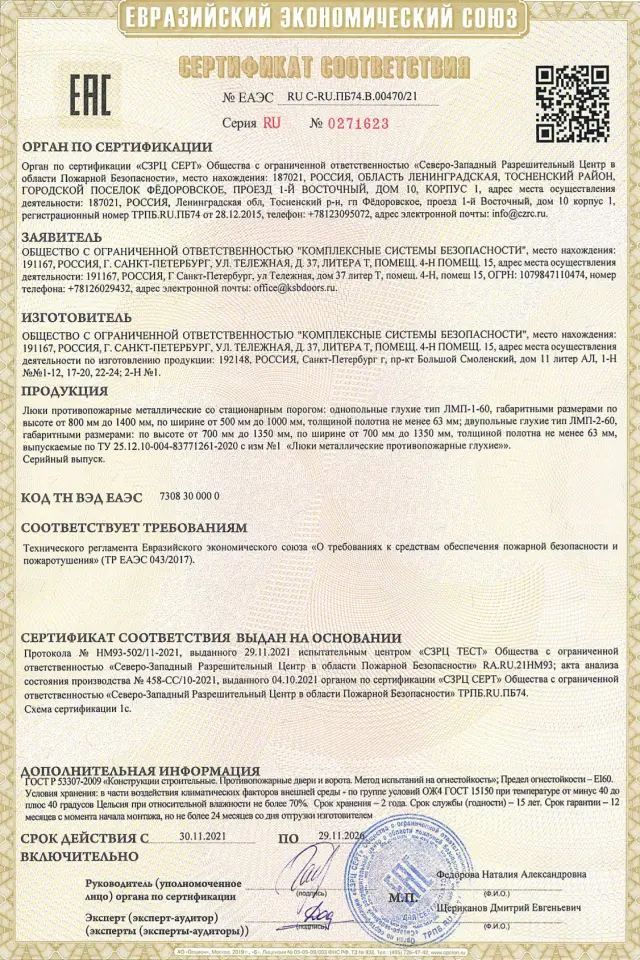 ЕВРАЗИЙСКИЙ ЭКОНОМИЧЕСКИЙ СОЮЗ
СЕРТИФИКАТ СООТВЕТСТВИЯ
ЕАС
№ ЕАЭС RU С-RU.ПБ74.В.00470/21
Серия RU № 0271623
ОРГАН ПО СЕРТИФИКАЦИИ
Орган по сертификации «СЗРЦ СЕРТ» Общества с ограниченной ответственностью «Северо-Западный Разрешительный Центр в
области Пожарной Безопасности», место нахождения: 187021, РОССИЯ, ОБЛАСТЬ ЛЕНИНГРАДСКАЯ, ТОСНЕНСКИЙ РАЙОН,
ГОРОДСКОЙ ПОСЕЛОК ФЁДОРОВСКОЕ, ПРОЕЗД 1-Й ВОСТОЧНЫЙ, ДОМ 10, КОРПУС 1, адрес места осуществления
деятельности: 187021, РОССИЯ, Ленинградская обл, Тосненский р-н, гп Фёдоровское, проезд 1-й Восточный, дом 10 корпус 1,
регистрационный номер ТРПБ.RU.ПБ74 от 28.12.2015, телефон: +78123095072, адрес электронной почты: info@czrc.ru.
ЗАЯВИТЕЛЬ
ОБЩЕСТВО С ОГРАНИЧЕННОЙ ОТВЕТСТВЕННОСТЬЮ "КОМПЛЕКСНЫЕ СИСТЕМЫ БЕЗОПАСНОСТИ", место нахождения:
191167, РОССИЯ, Г. САНКТ-ПЕТЕРБУРГ, УЛ. ТЕЛЕЖНАЯ, Д. 37, ЛИТЕРА Т, ПОМЕЩ. 4-Н ПОМЕЩ. 15, адрес места осуществления
деятельности: 191167, РОССИЯ, Г Санкт-Петербург, ул Тележная, дом 37 литер Т, помещ. 4-Н, помещ 15, ОГРН: 1079847110474, номер
телефона: +78126029432, адрес электронной почты: office@ksbdoors.ru.
ИЗГОТОВИТЕЛЬ
ОБЩЕСТВО С ОГРАНИЧЕННОЙ ОТВЕТСТВЕННОСТЬЮ "КОМПЛЕКСНЫЕ СИСТЕМЫ БЕЗОПАСНОСТИ", место нахождения:
191167, РОССИЯ, Г. САНКТ-ПЕТЕРБУРГ, УЛ. ТЕЛЕЖНАЯ, Д. 37, ЛИТЕРА Т, ПОМЕЩ. 4-Н ПОМЕЩ. 15, адрес места осуществления
деятельности по изготовлению продукции: 192148, РОССИЯ, Санкт-Петербург г, пр-кт Большой Смоленский, дом 11 литер АЛ, 1-Н
№№1-12, 17-20, 22-24; 2-Н №1.
ПРОДУКЦИЯ
Люки противопожарные металлические со стационарным порогом: однопольные глухие тип ЛМП-1-60, габаритными размерами по
высоте от 800 мм до 1400 мм, по ширине от 500 мм до 1000 мм, толщиной полотна не менее 63 мм; двупольные глухие тип ЛМП-2-60,
габаритными размерами: по высоте от 700 мм до 1350 мм, по ширине от 700 мм до 1350 мм, толщиной полотна не менее 63 мм,
выпускаемые по ТУ 25.12.10-004-83771261-2020 с изм №1 «Люки металлические противопожарные глухие»».
Серийный выпуск.
КОД ТН ВЭД ЕАЭС 7308 30 000 0
СООТВЕТСТВУЕТ ТРЕБОВАНИЯМ
Технического регламента Евразийского экономического союза «О требованиях к средствам обеспечения пожарной безопасности и
пожаротушения» (ТР ЕАЭС 043/2017).
СЕРТИФИКАТ СООТВЕТСТВИЯ ВЫДАН НА ОСНОВАНИИ
Протокола № НМ93-502/11-2021, выданного 29.11.2021 испытательным центром «СЗРЦ ТЕСТ» Общества с ограниченной
ответственностью «Северо-Западный Разрешительный Центр в области Пожарной Безопасности» RA.RU.21НМ93; акта анализа
состояния производства № 458-СС/10-2021, выданного 04.10.2021 органом по сертификации «СЗРЦ СЕРТ» Общества с ограниченной
ответственностью «Северо-Западный Разрешительный Центр в области Пожарной Безопасности» ТРПБ.RU.ПБ74.
Схема сертификации 1с.
ДОПОЛНИТЕЛЬНАЯ ИНФОРМАЦИЯ
ГОСТ Р 53307-2009 «Конструкции строительные. Противопожарные двери и ворота. Метод испытаний на огнестойкость»; Предел огнестойкости – EI60.
Условия хранения: в части воздействия климатических факторов внешней среды - по группе условий ОЖ4 ГОСТ 15150 при температуре от минус 40 до
плюс 40 градусов Цельсия при относительной влажности не более 70%. Срок хранения – 2 года. Срок службы (годности) – 15 лет. Срок гарантии – 12
месяцев с момента начала монтажа, но не более 24 месяцев со дня отгрузки изготовителем
СРОК ДЕЙСТВИЯ С 30.11.2021 ПО 29.11.2026
ВКЛЮЧИТЕЛЬНО
Руководитель (уполномоченное
лицо) органа по сертификации
(подпись)
Федорова Наталия Александровна
(Ф.И.О.)
М.П.
Эксперт (эксперт-аудитор)
(эксперты (эксперты-аудиторы))
(подпись)
Щериканов Дмитрий Евгеньевич
(Ф.И.О.)